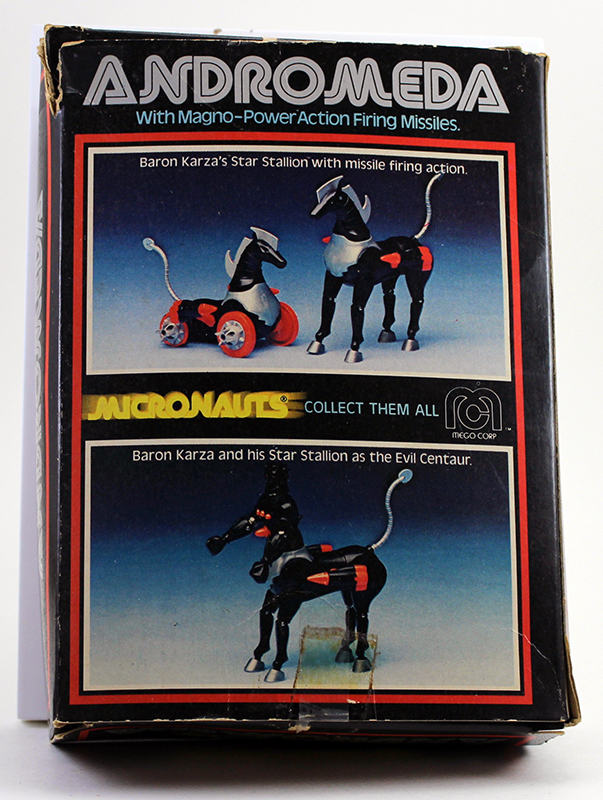 ANDROMEDA
With Magno-Power Action Firing Missiles.
Baron Karza's Star Stallion with missile firing action.
MICRONAUTS® COLLECT THEM ALL
MEGO CORP ™
Baron Karza and his Star Stallion as the Evil Centaur.